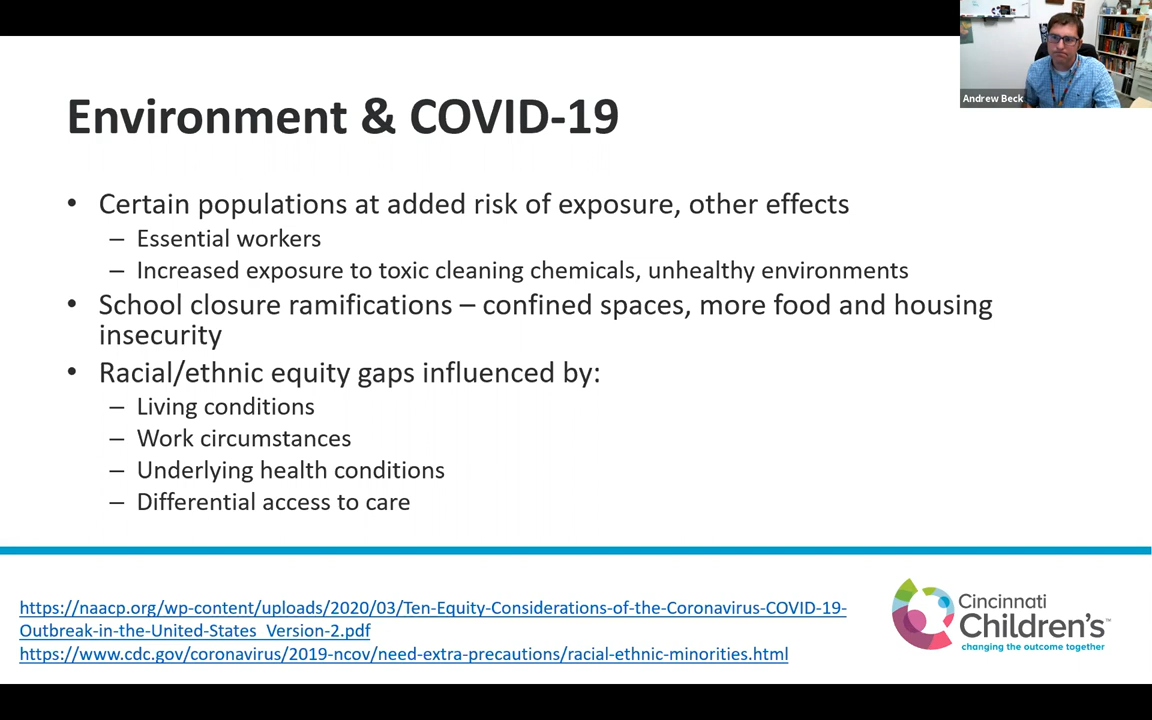 Andrew Beck
Environment & COVID-19
• Certain populations at added risk of exposure, other effects
– Essential workers
– Increased exposure to toxic cleaning chemicals, unhealthy environments
• School closure ramifications – confined spaces, more food and housing
insecurity
• Racial/ethnic equity gaps influenced by:
– Living conditions
– Work circumstances
– Underlying health conditions
– Differential access to care
https://naacp.org/wp-content/uploads/2020/03/Ten-Equity-Considerations-of-the-Coronavirus-COVID-19-
Outbreak-in-the-United-States_Version-2.pdf
https://www.cdc.gov/coronavirus/2019-ncov/need-extra-precautions/racial-ethnic-minorities.html
Cincinnati
Children's™
changing the outcome together